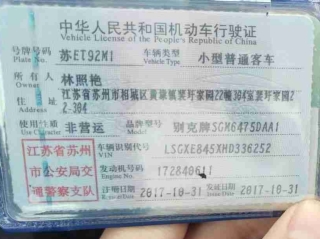 中华人民共和国机动车行驶证
Vehicle License of the People's Republic of China
号牌号码 苏ET92M1 车辆类型 小型普通客车
Plate No. Vehicle Type
所有人 林照艳
Owner
住址 江苏省苏州市相城区黄埭镇裴圩家园22幢304室裴圩家园2
Address 2-304
使用性质 非营运 品牌型号 别克牌SGM6475DAA1
Use Character Model
江苏省苏州 车辆识别代号 LSGXE845XHD336252
VIN
市公安局交 发动机号码 172840611
Engine No.
通警察支队 注册日期 2017-10-31 发证日期 2017-10-31
Register Date Issue Date